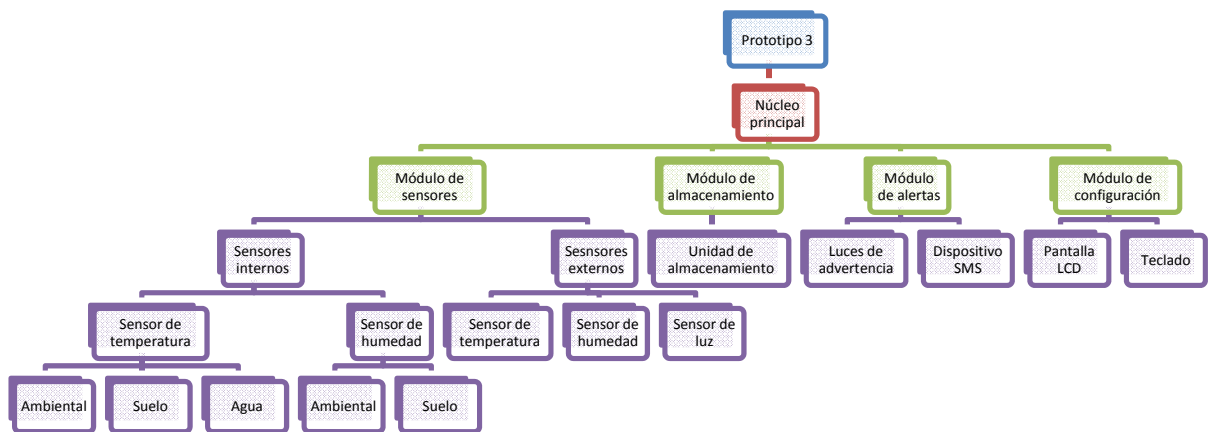 Prototipo 3
Núcleo
principal
Módulo de
sensores
Módulo de
almacenamiento
Módulo
de alertas
Módulo de
configuración
Sensores
internos
Sensores
externos
Unidad de
almacenamiento
Luces de
advertencia
Dispositivo
SMS
Pantalla
LCD
Teclado
Sensor de
temperatura
Sensor de
humedad
Sensor de
temperatura
Sensor de
humedad
Sensor de
luz
Ambiental
Suelo
Agua
Ambiental
Suelo